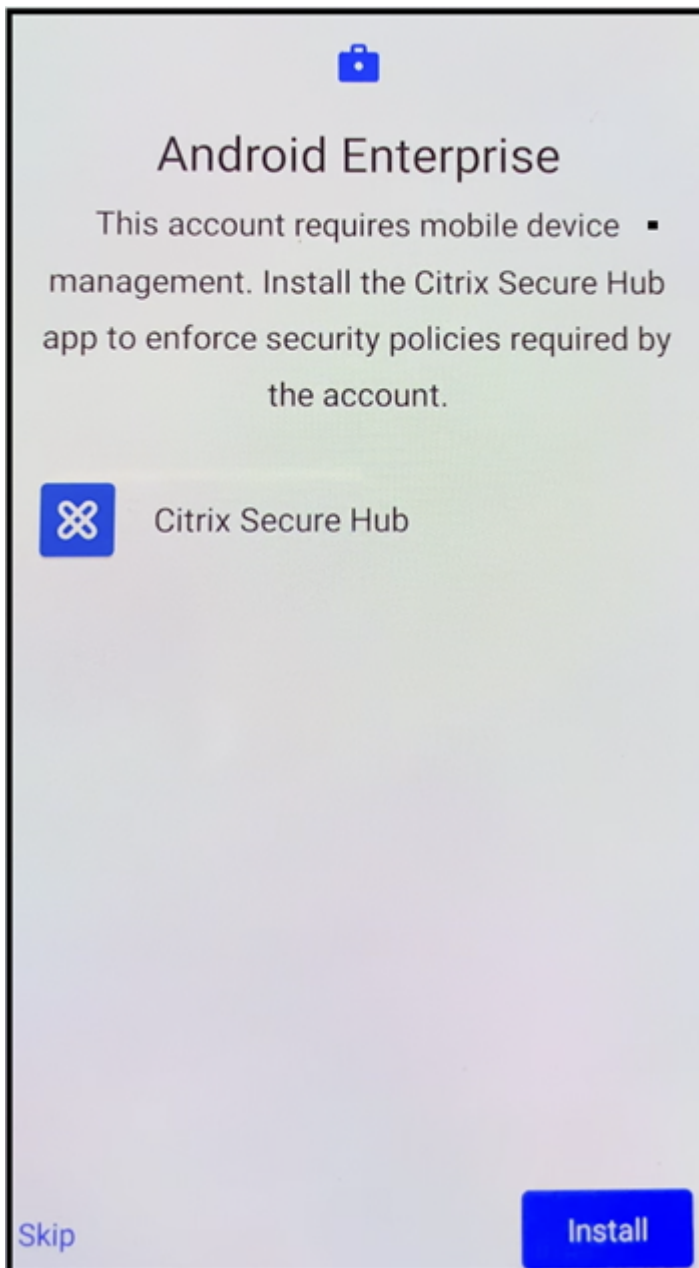 Android Enterprise
This account requires mobile device
management. Install the Citrix Secure Hub
app to enforce security policies required by
the account.
Citrix Secure Hub
Skip
Install